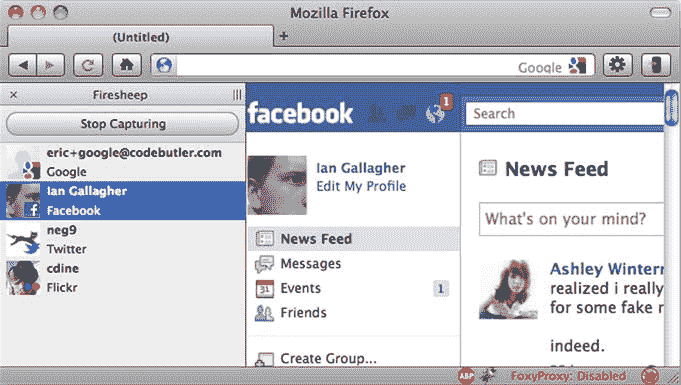 Mozilla Firefox
(Untitled)
+
Google
× Firesheep
Stop Capturing
eric+google@codebutler.com
Google
Ian Gallagher
Facebook
neg9
Twitter
cdine
Flickr
facebook
1
Search
Ian Gallagher
Edit My Profile
News Feed
Messages
31 Events 1
Friends
Create Group...
News Feed
What's on your mind?
Ashley Winterr
realized i really
for some fake r
indeed.
ABP FoxyProxy: Disabled